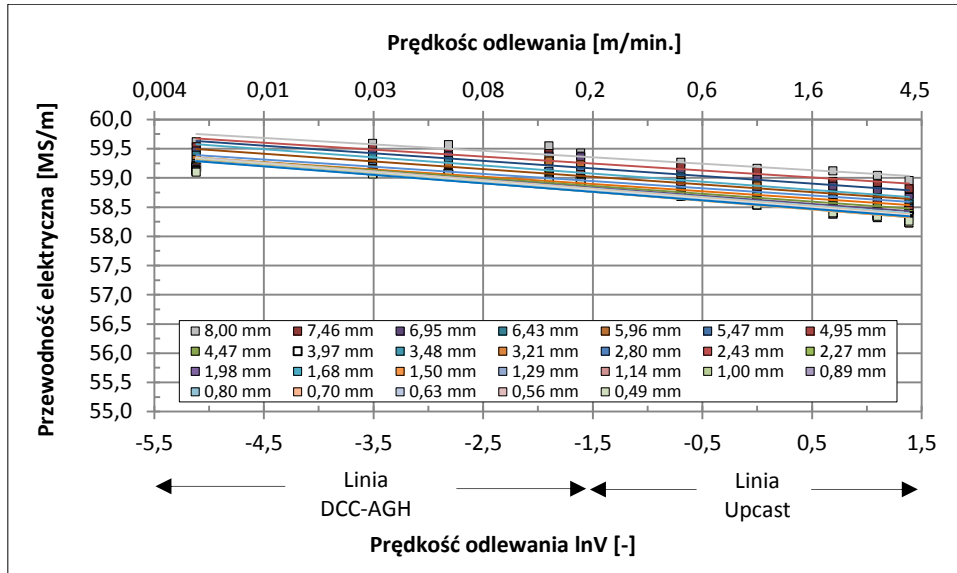 Prędkość odlewania [m/min.]
0,004 0,01 0,03 0,08 0,2 0,6 1,6 4,5
Przewodność elektryczna [MS/m]
60,0
59,5
59,0
58,5
58,0
57,5
57,0
56,5
56,0
55,5
55,0
8,00 mm 7,46 mm 6,95 mm 6,43 mm 5,96 mm 5,47 mm 4,95 mm
4,47 mm 3,97 mm 3,48 mm 3,21 mm 2,80 mm 2,43 mm 2,27 mm
1,98 mm 1,68 mm 1,50 mm 1,29 mm 1,14 mm 1,00 mm 0,89 mm
0,80 mm 0,70 mm 0,63 mm 0,56 mm 0,49 mm
-5,5 -4,5 -3,5 -2,5 -1,5 -0,5 0,5 1,5
Linia
DCC-AGH
Linia
Upcast
Prędkość odlewania lnV [-]